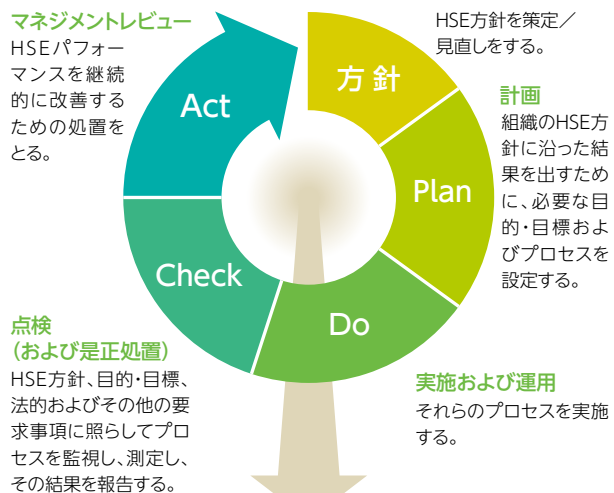 マネジメントレビュー
HSEパフォー
マンスを継続
的に改善する
ための処置を
とる。
Act
方 針
HSE方針を策定／
見直しをする。
計画
組織のHSE方
針に沿った結
果を出すため
に、必要な目
的・目標およ
びプロセスを
設定する。
Plan
Check
Do
点検
（および是正処置）
HSE方針、目的・目標、
法的およびその他の要
求事項に照らしてプロ
セスを監視し、測定し、
その結果を報告する。
実施および運用
それらのプロセスを実施
する。